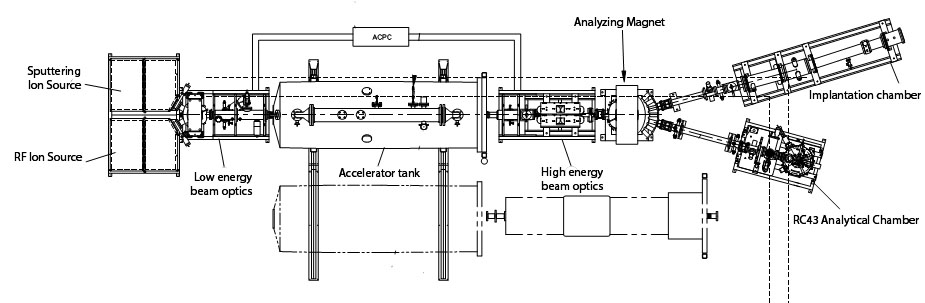 Analyzing Magnet
ACPC
Sputtering
Ion Source
Implantation chamber
RF Ion Source
Low energy
beam optics
Accelerator tank
High energy
beam optics
RC43 Analytical Chamber